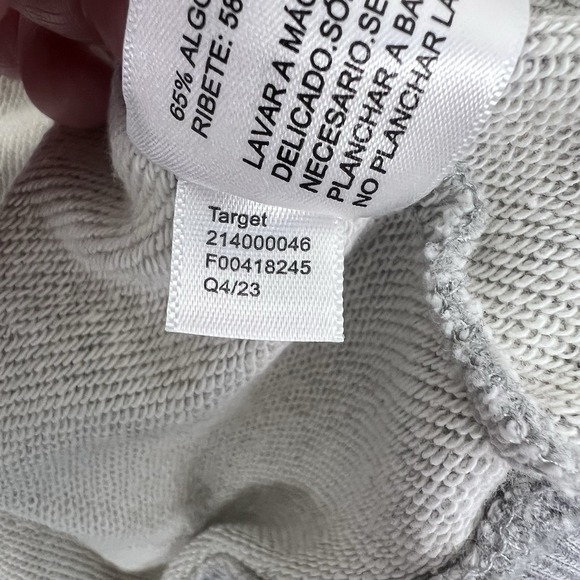 65% ALGO
RIBETE: 58
LAVAR A MÁQ
DELICADO.SÓ
NECESARIO.SE
PLANCHAR A BA
NO PLANCHAR LA
Target
214000046
F00418245
Q4/23